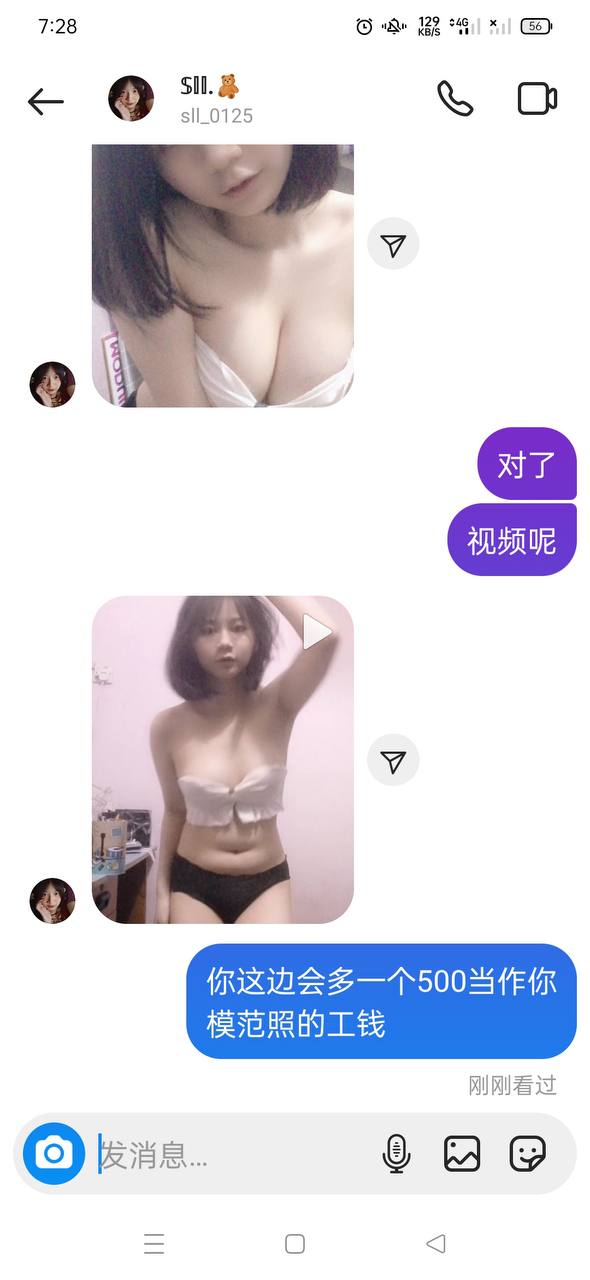 7:28
129
KB/S
4G
56
sll.
sll_0125
对了
视频呢
你这边会多一个500当作你
模范照的工钱
刚刚看过
发消息...